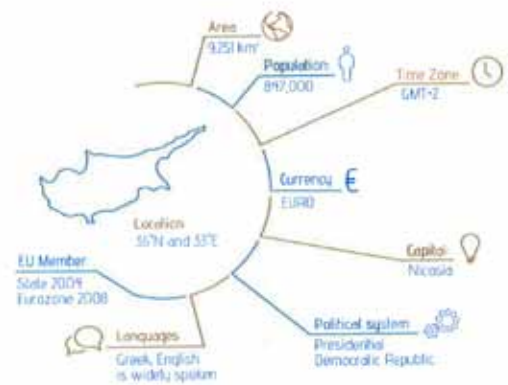 Area
9,251 km²
Population
847,000
Time Zone
GMT+2
Currency €
EURO
Location
35°N and 33°E
Capital
Nicosia
EU Member
State 2004
Eurozone 2008
Political system
Presidential
Democratic Republic
Languages
Greek, English
is widely spoken